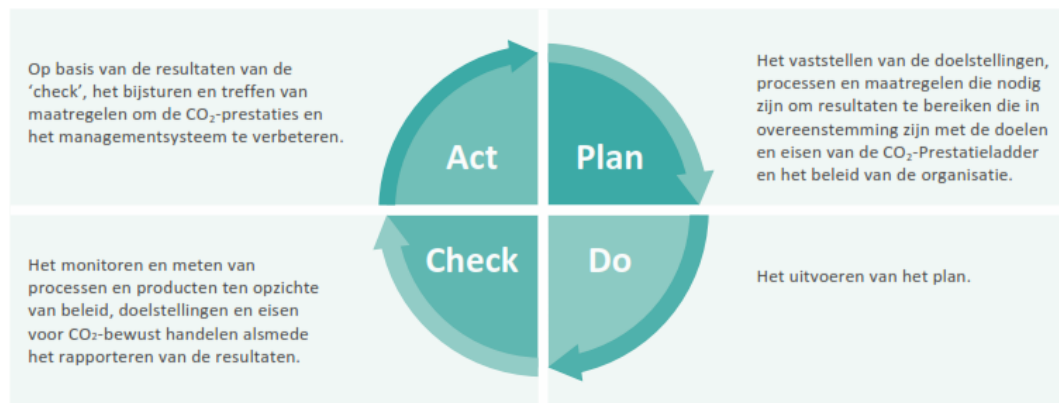 Op basis van de resultaten van de
‘check’, het bijsturen en treffen van
maatregelen om de CO₂-prestaties en
het managementsysteem te verbeteren.
Act
Plan
Het vaststellen van de doelstellingen,
processen en maatregelen die nodig
zijn om resultaten te bereiken die in
overeenstemming zijn met de doelen
en eisen van de CO₂-Prestatieladder
en het beleid van de organisatie.
Het monitoren en meten van
processen en producten ten opzichte
van beleid, doelstellingen en eisen
voor CO₂-bewust handelen alsmede
het rapporteren van de resultaten.
Check
Do
Het uitvoeren van het plan.